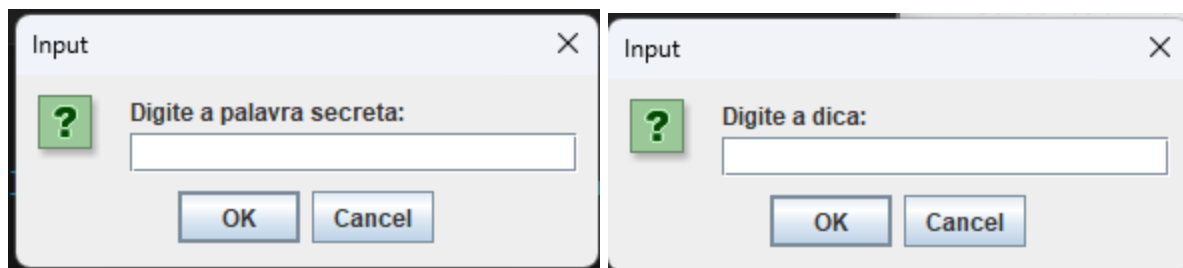 Input
Digite a palavra secreta:
OK Cancel
Input
Digite a dica:
OK Cancel